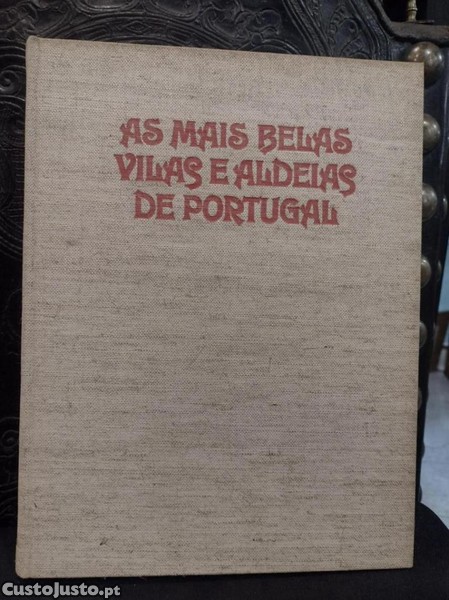 AS MAIS BELAS
VILAS E ALDEIAS
DE PORTUGAL
CustoJusto.pt